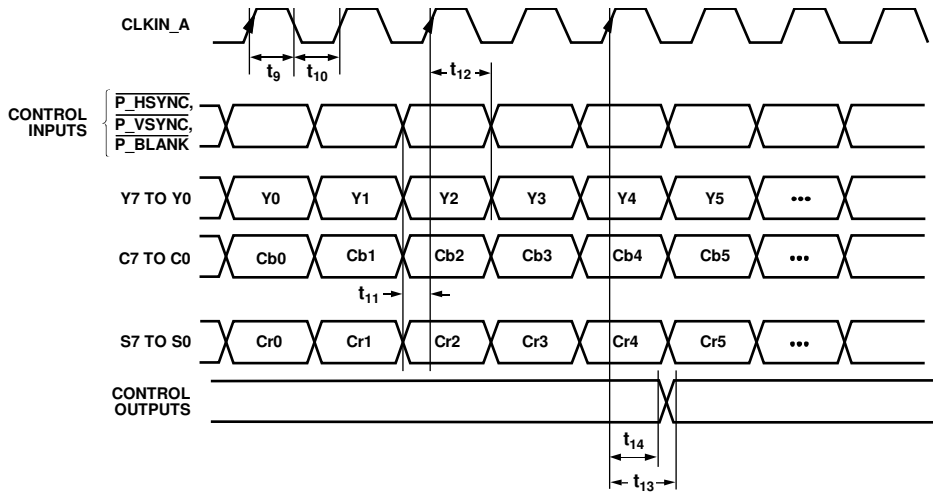 CLKIN_A
t9
t10
t12
CONTROL INPUTS
P_HSYNC,
P_VSYNC,
P_BLANK
Y7 TO Y0
Y0 Y1 Y2 Y3 Y4 Y5 •••
C7 TO C0
Cb0 Cb1 Cb2 Cb3 Cb4 Cb5 •••
t11
S7 TO S0
Cr0 Cr1 Cr2 Cr3 Cr4 Cr5 •••
CONTROL
OUTPUTS
t14
t13